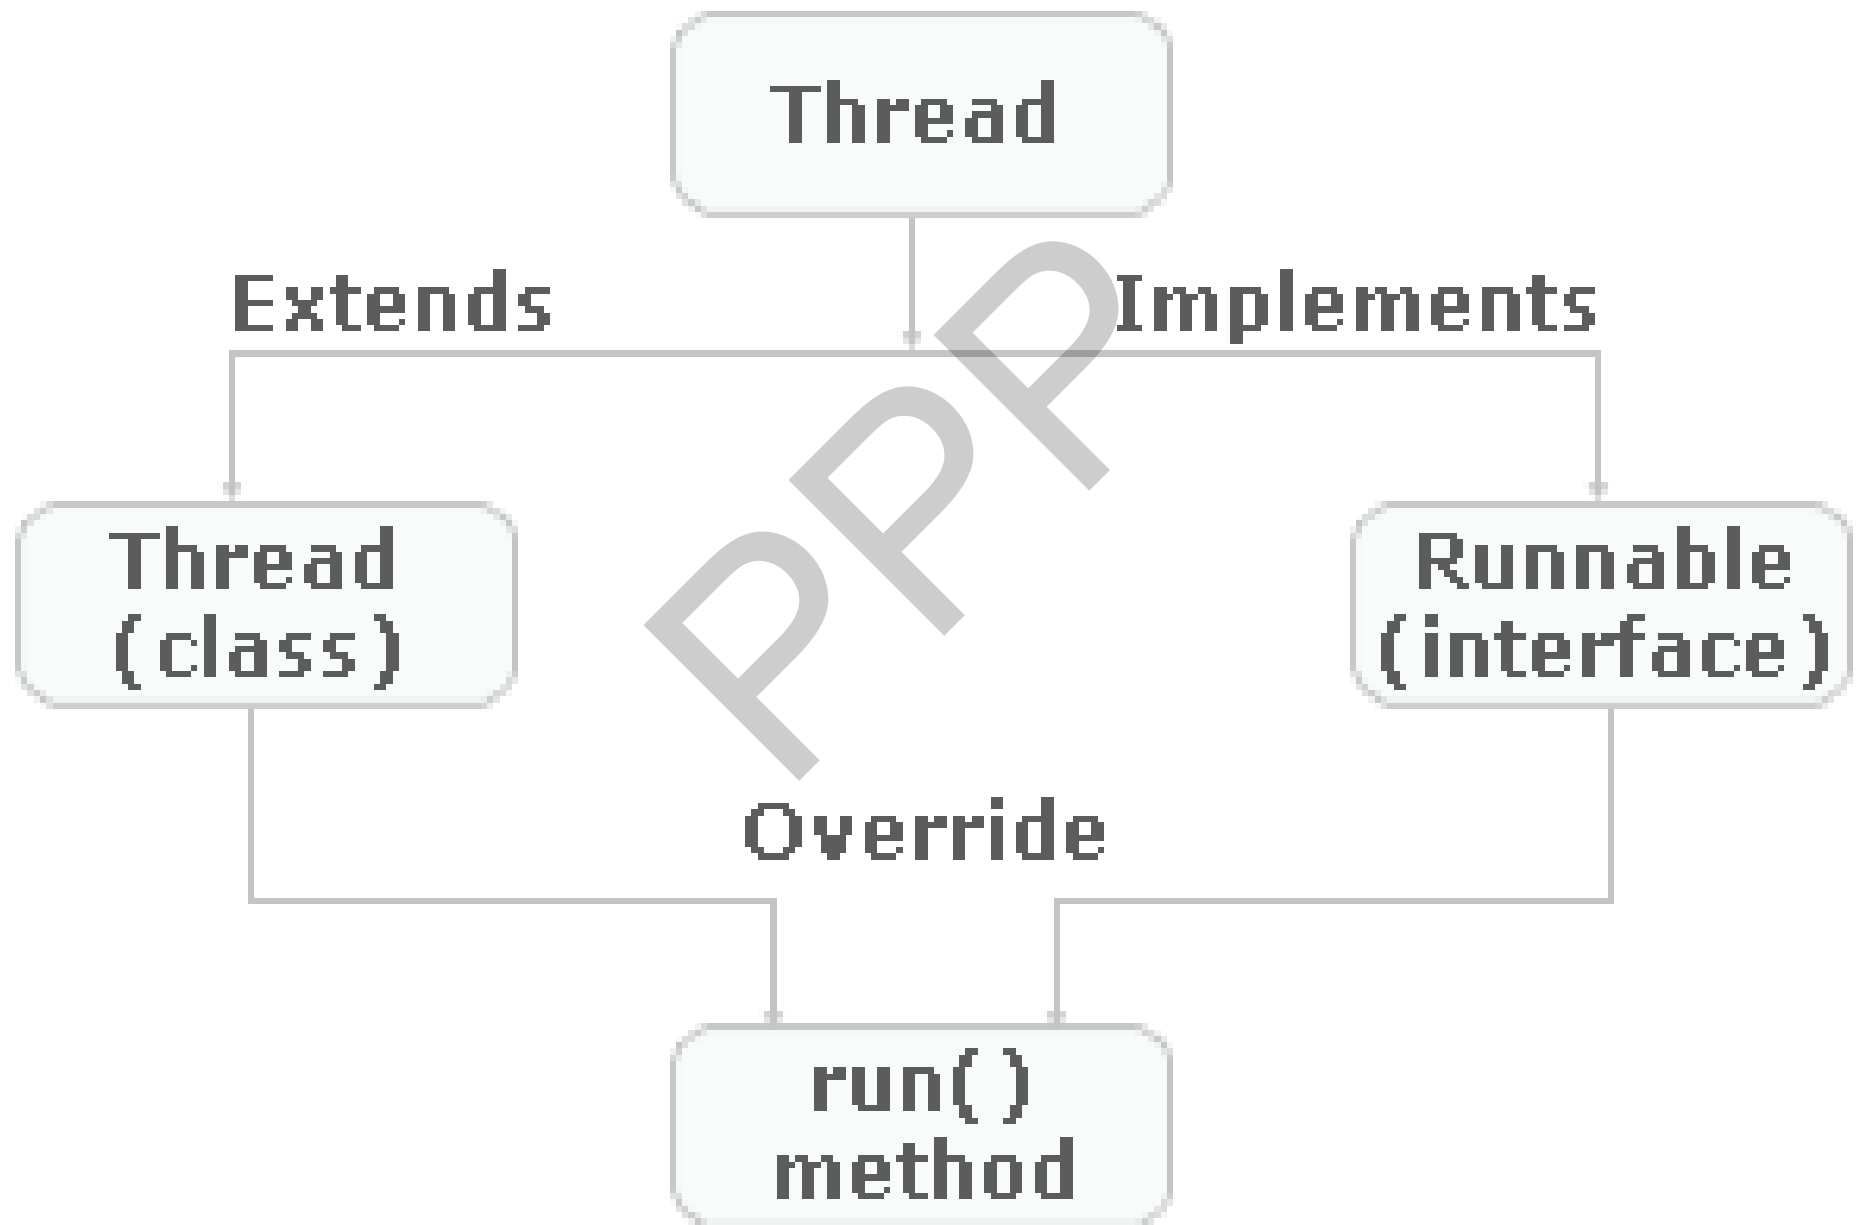 Thread
Extends
Implements
Thread
(class)
Runnable
(interface)
Override
run()
method
PPP